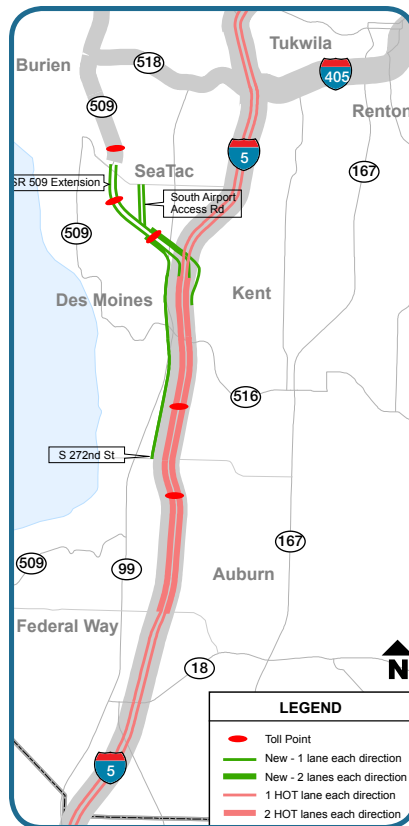 Tukwila
Burien
518
405
509
Renton
5
167
SeaTac
SR 509 Extension
South Airport
Access Rd
509
Des Moines
Kent
516
S 272nd St
167
509
99
Auburn
Federal Way
N
18
LEGEND
Toll Point
New - 1 lane each direction
New - 2 lanes each direction
1 HOT lane each direction
2 HOT lanes each direction
5